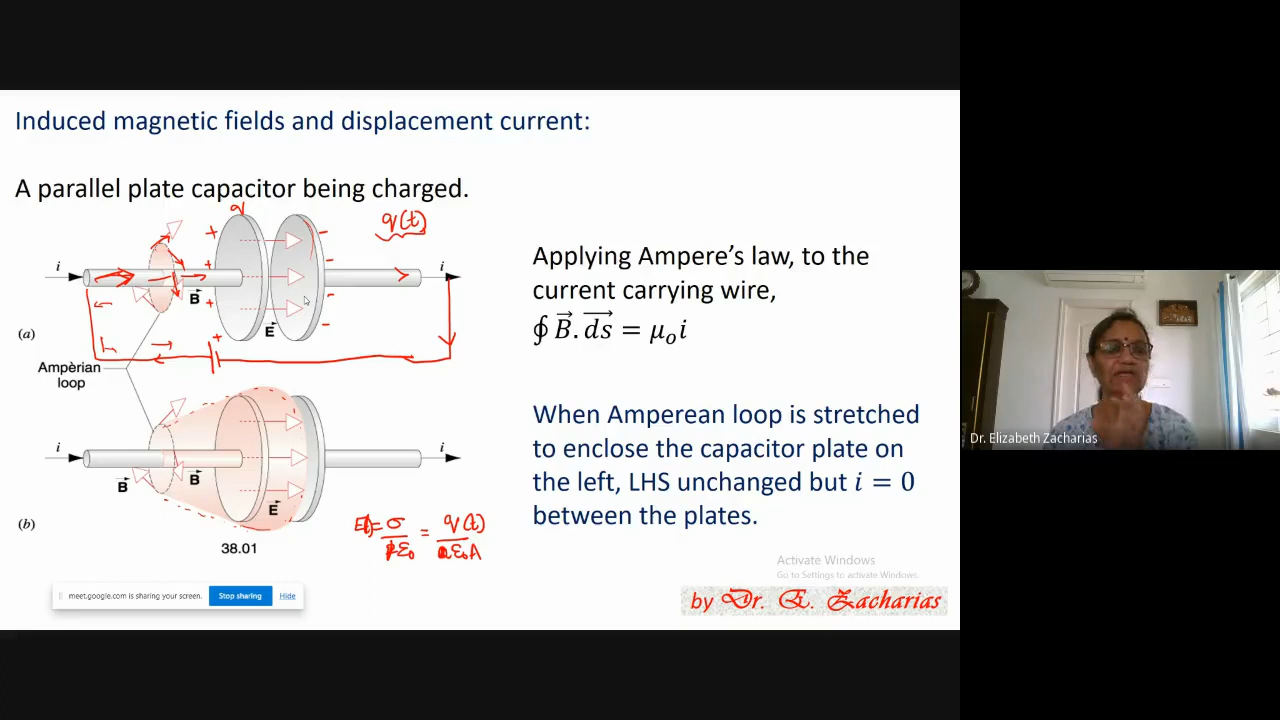 Induced magnetic fields and displacement current:
A parallel plate capacitor being charged.
q
q(t)
+
+
+
+
-
-
-
-
i
i
B
E
(a)
Ampèrian
loop
Applying Ampere's law, to the
current carrying wire,
∮ B⃗. d⃗s = μₒi
When Amperean loop is stretched
to enclose the capacitor plate on
the left, LHS unchanged but i = 0
between the plates.
i
i
B
B
E
(b)
38.01
Activate Windows
Go to Settings to activate Windows.
meet.google.com is sharing your screen.
Stop sharing
Hide
by Dr. E. Zacharias
Dr. Elizabeth Zacharias